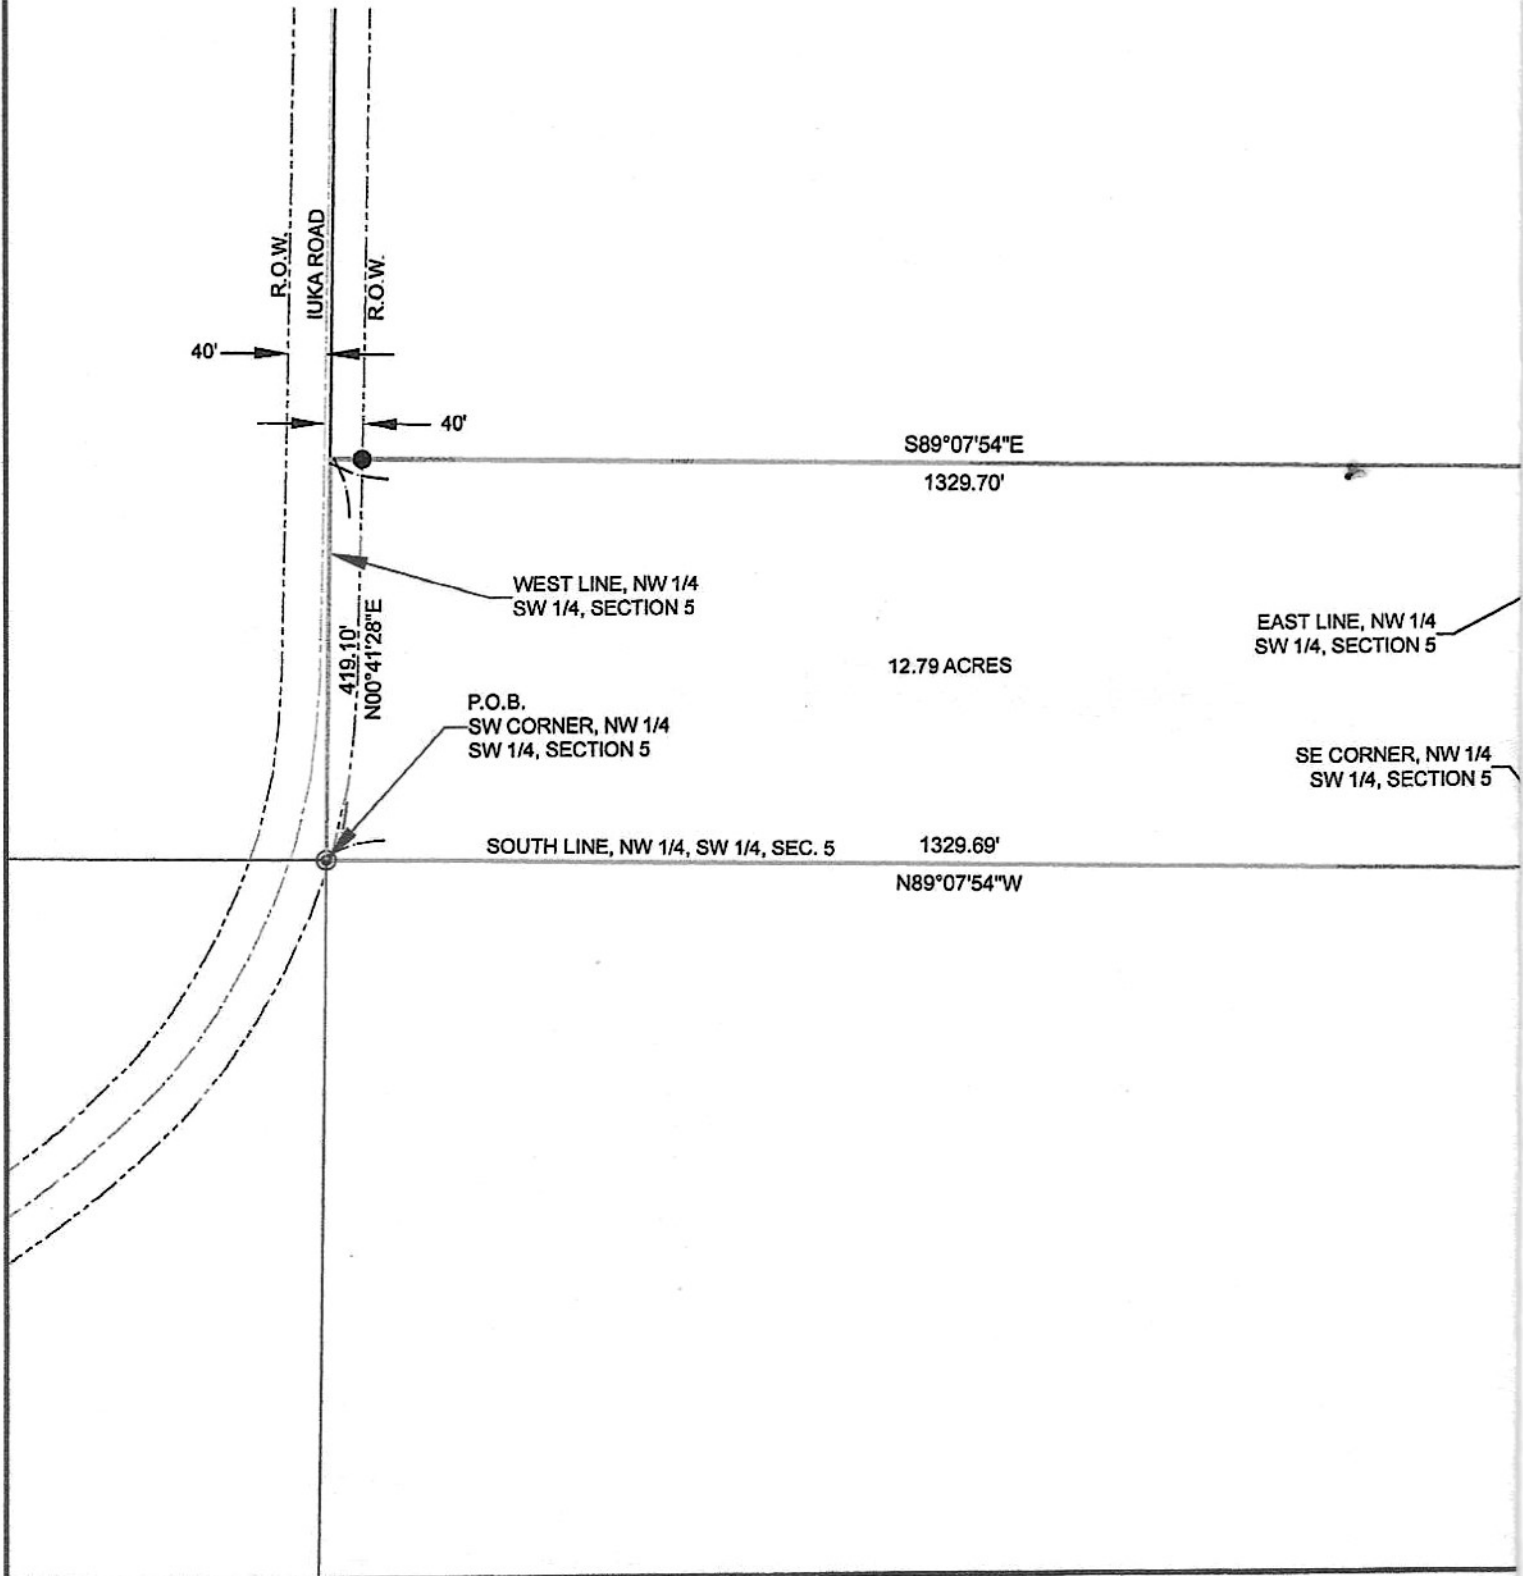 R.O.W.
IUKA ROAD
R.O.W.
40'
40'
S89°07'54"E
1329.70'
WEST LINE, NW 1/4
SW 1/4, SECTION 5
419.10'
N00°41'28"E
EAST LINE, NW 1/4
SW 1/4, SECTION 5
12.79 ACRES
P.O.B.
SW CORNER, NW 1/4
SW 1/4, SECTION 5
SE CORNER, NW 1/4
SW 1/4, SECTION 5
SOUTH LINE, NW 1/4, SW 1/4, SEC. 5
1329.69'
N89°07'54"W